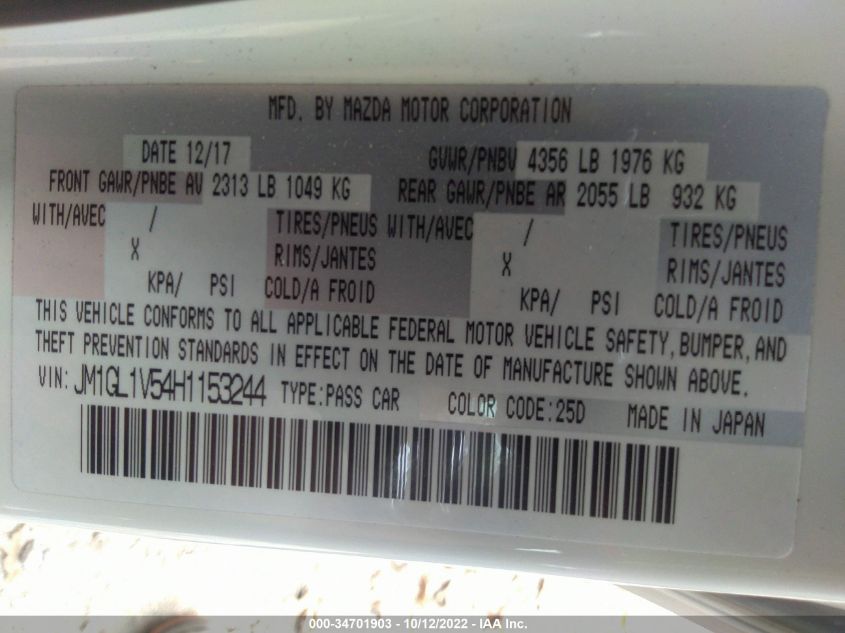 MFD. BY MAZDA MOTOR CORPORATION
DATE 12/17 GVWR/PNBV 4356 LB 1976 KG
FRONT GAWR/PNBE AV 2313 LB 1049 KG REAR GAWR/PNBE AR 2055 LB 932 KG
WITH/AVEC / TIRES/PNEUS WITH/AVEC / TIRES/PNEUS
X RIMS/JANTES X RIMS/JANTES
KPA/ PSI COLD/A FROID KPA/ PSI COLD/A FROID
THIS VEHICLE CONFORMS TO ALL APPLICABLE FEDERAL MOTOR VEHICLE SAFETY, BUMPER, AND
THEFT PREVENTION STANDARDS IN EFFECT ON THE DATE OF MANUFACTURE SHOWN ABOVE.
VIN: JM1GL1V54H1153244 TYPE:PASS CAR COLOR CODE:25D MADE IN JAPAN
000-34701903 - 10/12/2022 - IAA Inc.